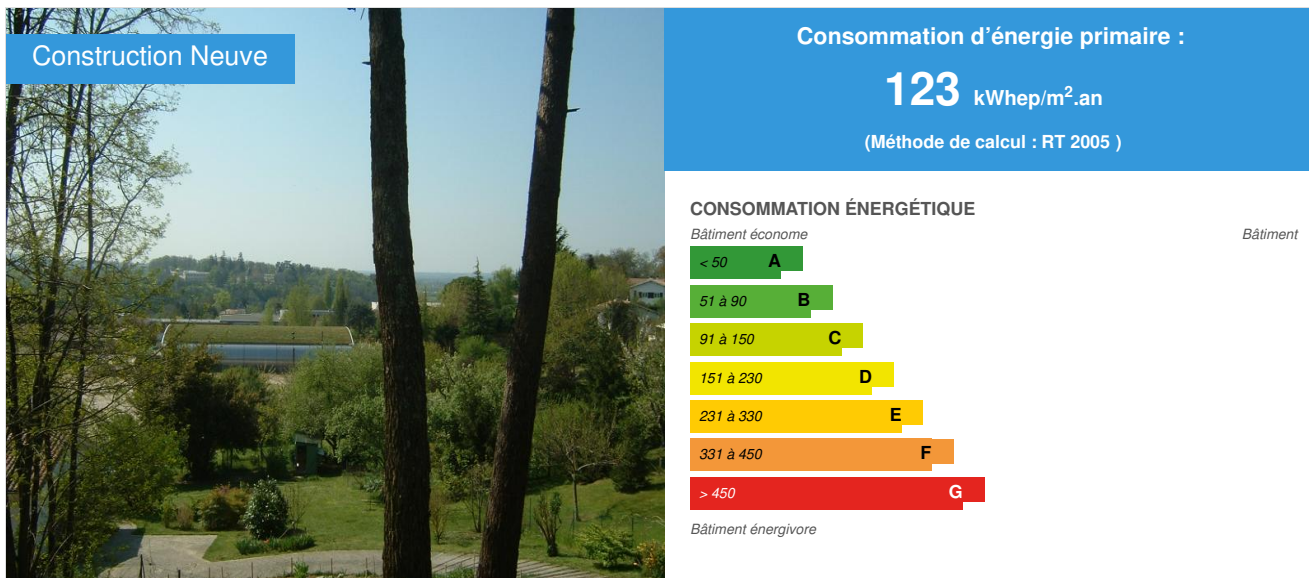 Construction Neuve
Consommation d'énergie primaire :
123 kWhep/m².an
(Méthode de calcul : RT 2005 )
CONSOMMATION ÉNERGÉTIQUE
Bâtiment économe
Bâtiment
< 50 A
51 à 90 B
91 à 150 C
151 à 230 D
231 à 330 E
331 à 450 F
> 450 G
Bâtiment énergivore